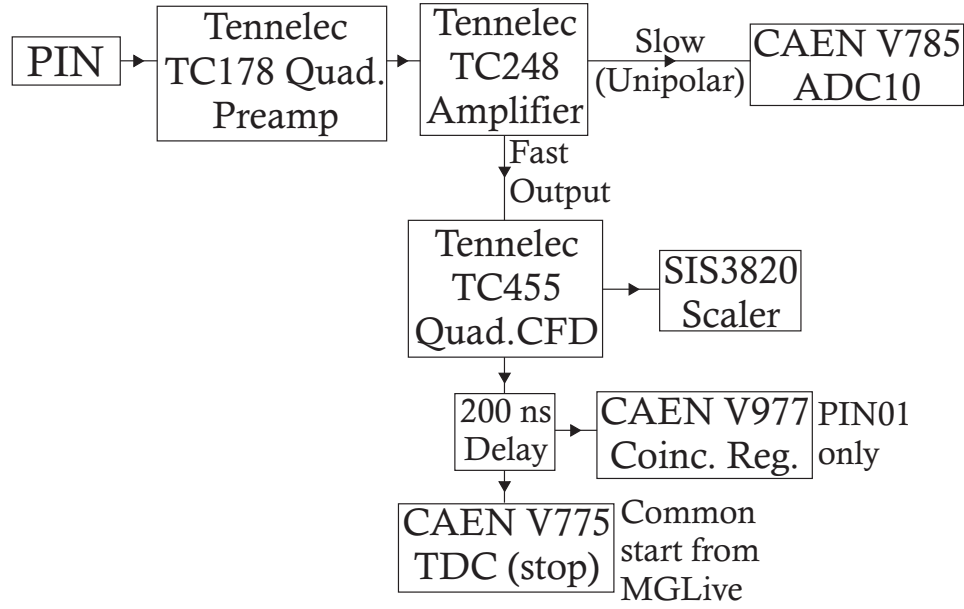 PIN
Tennelec
TC178 Quad.
Preamp
Tennelec
TC248
Amplifier
Slow
(Unipolar)
CAEN V785
ADC10
Fast
Output
Tennelec
TC455
Quad.CFD
SIS3820
Scaler
200 ns
Delay
CAEN V977
Coinc. Reg.
PIN01
only
CAEN V775
TDC (stop)
Common
start from
MGLive